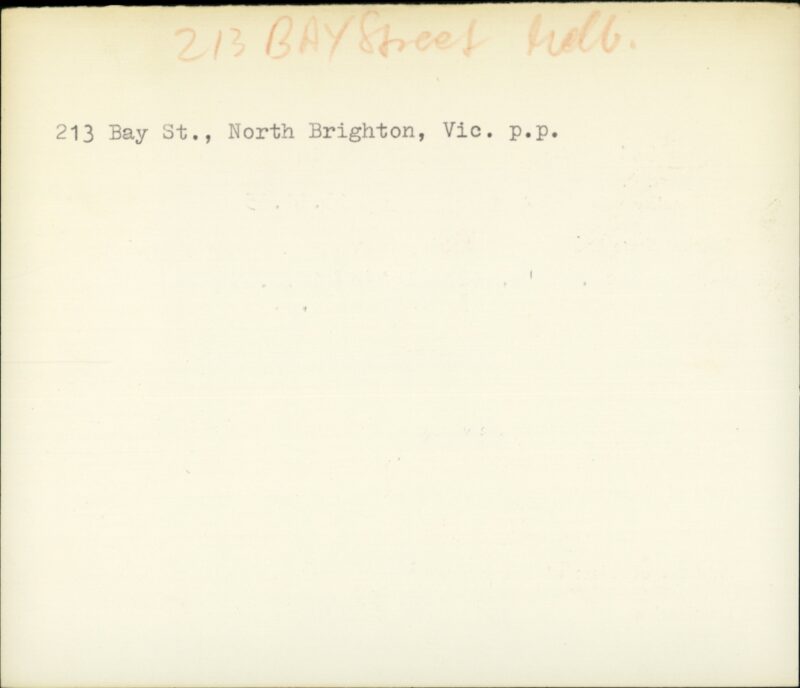 213 BAY Street Melb.
213 Bay St., North Brighton, Vic. p.p.